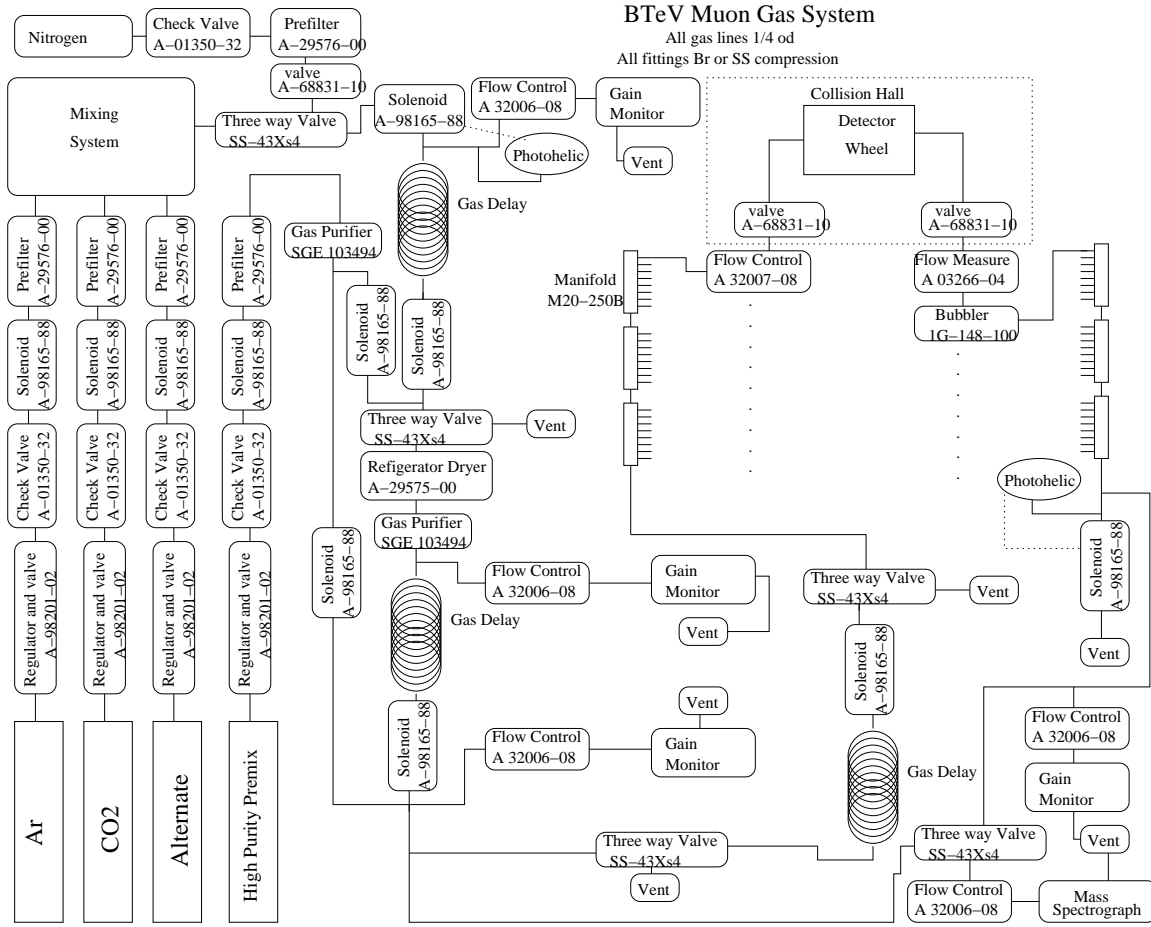 BTeV Muon Gas System
All gas lines 1/4 od
All fittings Br or SS compression
Nitrogen
Check Valve
A−01350−32
Prefilter
A−29576−00
valve
A−68831−10
Mixing
System
Three way Valve
SS−43Xs4
Solenoid
A−98165−88
Flow Control
A 32006−08
Gain
Monitor
Vent
Photohelic
Gas Delay
Collision Hall
Detector
Wheel
valve
A−68831−10
valve
A−68831−10
Flow Control
A 32007−08
Flow Measure
A 03266−04
Bubbler
1G−148−100
Manifold
M20−250B
Prefilter
A−29576−00
Prefilter
A−29576−00
Prefilter
A−29576−00
Prefilter
A−29576−00
Gas Purifier
SGE 103494
Solenoid
A−98165−88
Solenoid
A−98165−88
Solenoid
A−98165−88
Solenoid
A−98165−88
Solenoid
A−98165−88
Solenoid
A−98165−88
Three way Valve
SS−43Xs4
Vent
Check Valve
A−01350−32
Check Valve
A−01350−32
Check Valve
A−01350−32
Check Valve
A−01350−32
Refigerator Dryer
A−29575−00
Gas Purifier
SGE 103494
Solenoid
A−98165−88
Regulator and valve
A−98201−02
Regulator and valve
A−98201−02
Regulator and valve
A−98201−02
Regulator and valve
A−98201−02
Flow Control
A 32006−08
Gain
Monitor
Vent
Gas Delay
Photohelic
Solenoid
A−98165−88
Vent
Three way Valve
SS−43Xs4
Vent
Solenoid
A−98165−88
Gas Delay
Solenoid
A−98165−88
Flow Control
A 32006−08
Vent
Gain
Monitor
Flow Control
A 32006−08
Gain
Monitor
Vent
Ar
CO2
Alternate
High Purity Premix
Three way Valve
SS−43Xs4
Vent
Three way Valve
SS−43Xs4
Flow Control
A 32006−08
Mass
Spectrograph